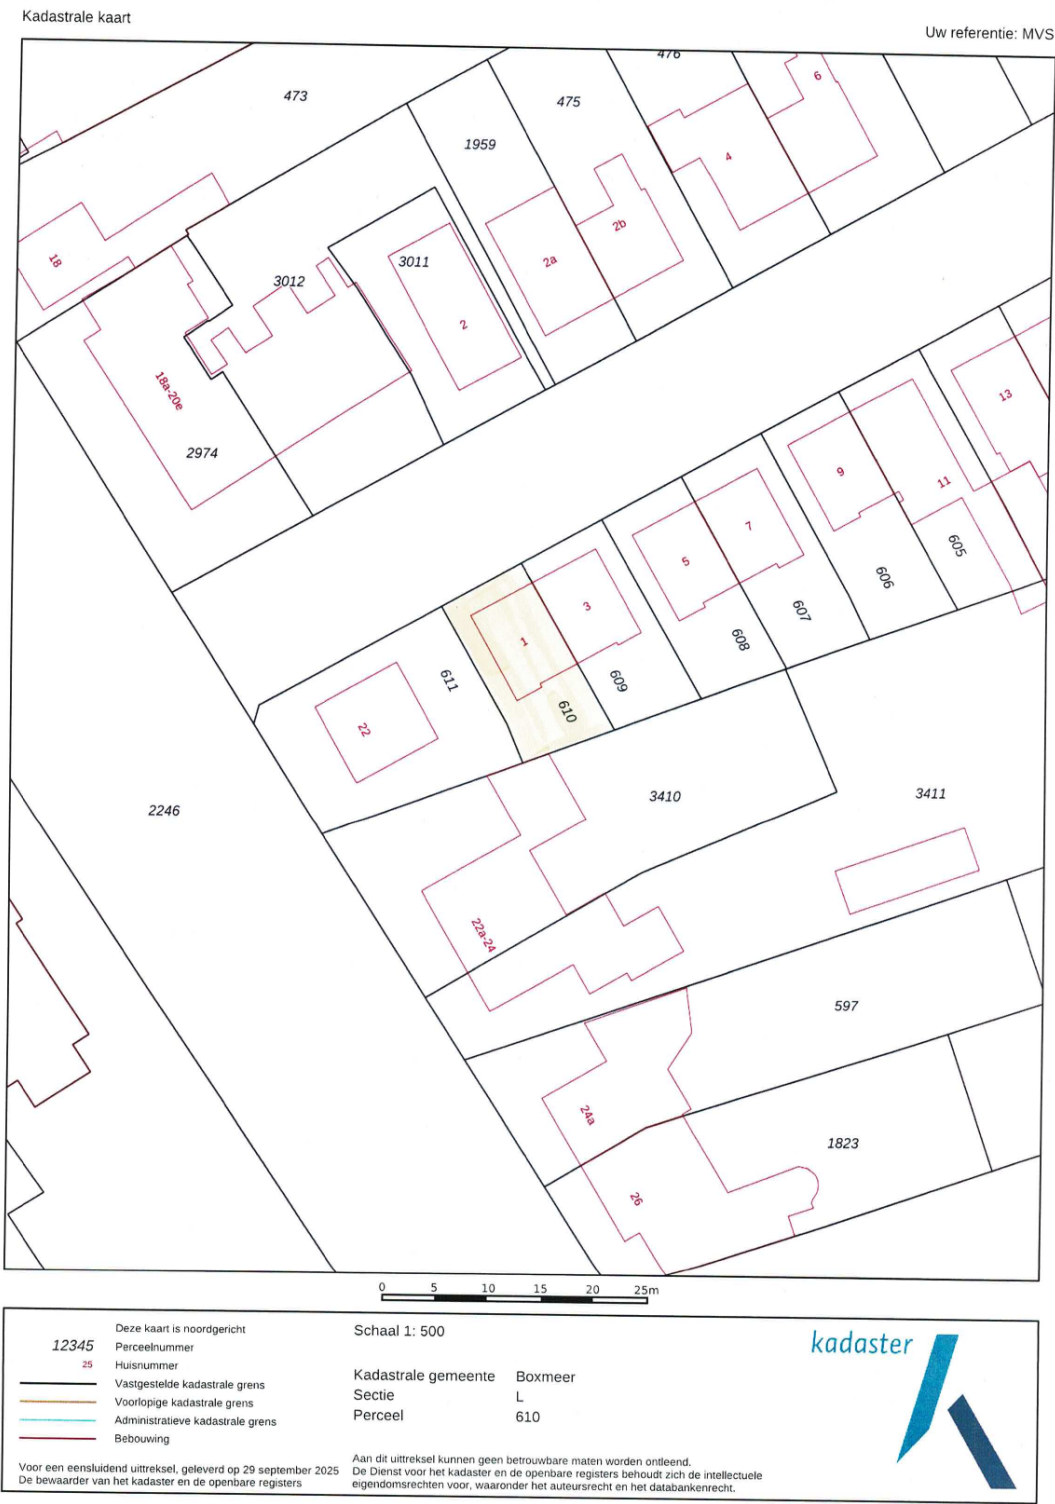 Kadastrale kaart
Uw referentie: MVS
476
6
473
475
1959
4
18
2b
2a
3011
3012
2
18a-20e
13
2974
9
11
7
605
5
606
3
607
1
608
609
611
610
22
2246
3410
3411
22a-24
597
24a
1823
26
0 5 10 15 20 25m
Deze kaart is noordgericht
12345 Perceelnummer
25 Huisnummer
Vastgestelde kadastrale grens
Voorlopige kadastrale grens
Administratieve kadastrale grens
Bebouwing
Voor een eensluidend uittreksel, geleverd op 29 september 2025
De bewaarder van het kadaster en de openbare registers
Schaal 1: 500
Kadastrale gemeente Boxmeer
Sectie L
Perceel 610
Aan dit uittreksel kunnen geen betrouwbare maten worden ontleend.
De Dienst voor het kadaster en de openbare registers behoudt zich de intellectuele
eigendomsrechten voor, waaronder het auteursrecht en het databankenrecht.
kadaster